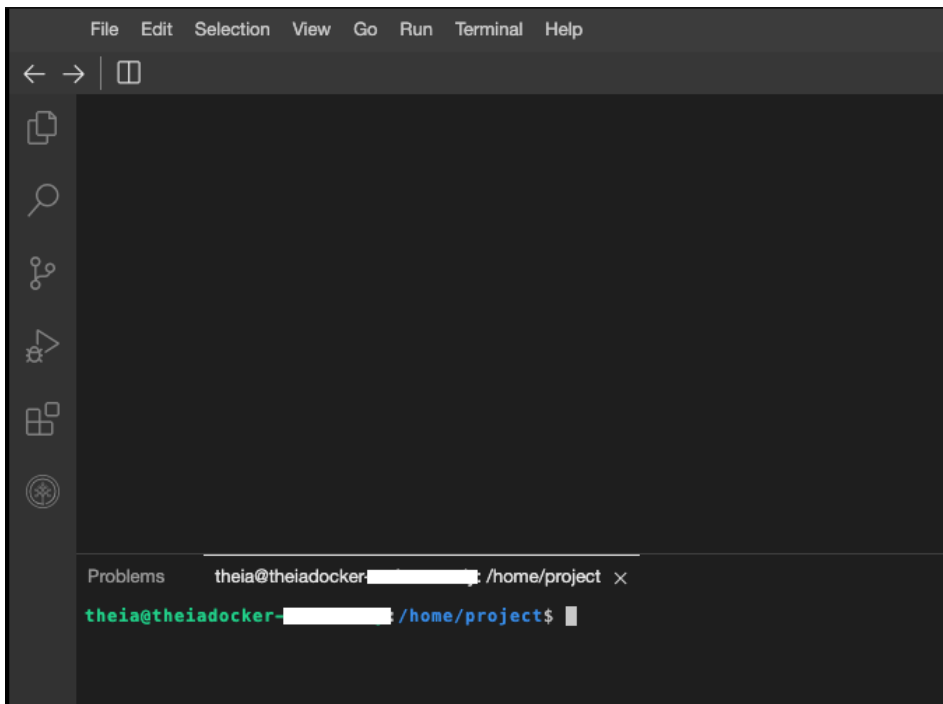 File Edit Selection View Go Run Terminal Help
Problems theia@theiadocker- : /home/project
theia@theiadocker- :/home/project$